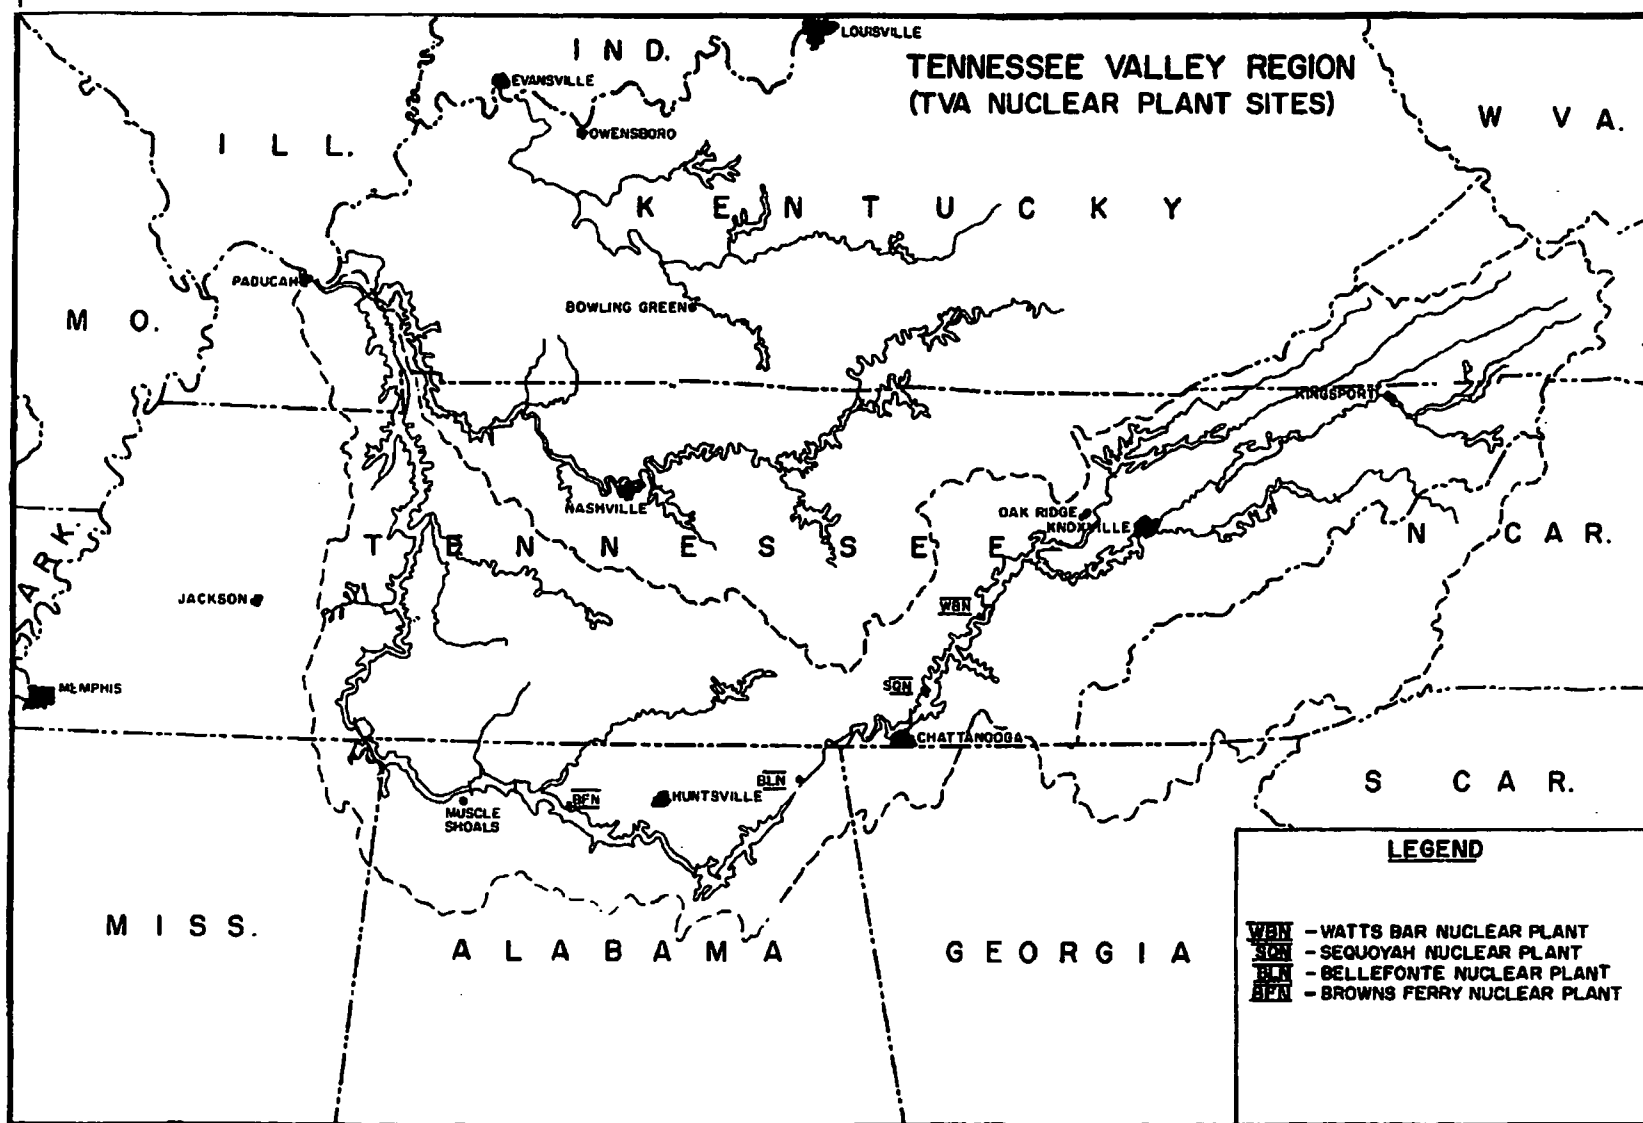 LOUISVILLE
IND.
TENNESSEE VALLEY REGION
(TVA NUCLEAR PLANT SITES)
EVANSVILLE
W VA.
OWENSBORO
ILL.
KENTUCKY
PADUCAH
BOWLING GREEN
MO.
KINGSPORT
NASHVILLE
OAK RIDGE
KNOXVILLE
TENNESSEE
N CAR.
ARK.
JACKSON
WBN
MEMPHIS
SQN
CHATTANOOGA
BLN
S CAR.
HUNTSVILLE
BFN
MUSCLE
SHOALS
LEGEND
MISS.
ALABAMA
GEORGIA
WBN - WATTS BAR NUCLEAR PLANT
SQN - SEQUOYAH NUCLEAR PLANT
BLN - BELLEFONTE NUCLEAR PLANT
BFN - BROWNS FERRY NUCLEAR PLANT